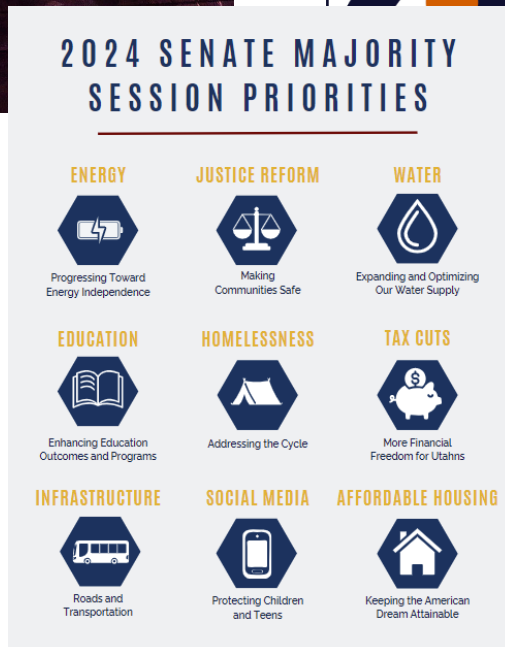 2024 SENATE MAJORITY
SESSION PRIORITIES
ENERGY
Progressing Toward
Energy Independence
JUSTICE REFORM
Making
Communities Safe
WATER
Expanding and Optimizing
Our Water Supply
EDUCATION
Enhancing Education
Outcomes and Programs
HOMELESSNESS
Addressing the Cycle
TAX CUTS
$
More Financial
Freedom for Utahns
INFRASTRUCTURE
Roads and
Transportation
SOCIAL MEDIA
Protecting Children
and Teens
AFFORDABLE HOUSING
Keeping the American
Dream Attainable